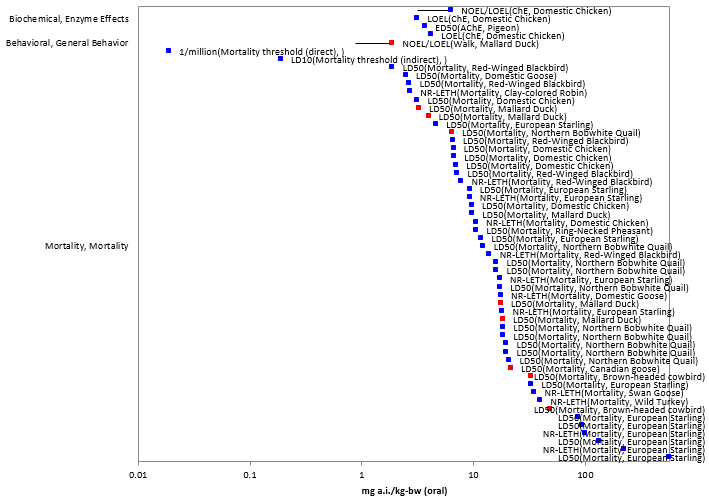 NOEL/LOEL(ChE, Domestic Chicken)
Biochemical, Enzyme Effects
LOEL(ChE, Domestic Chicken)
ED50(AChE, Pigeon)
LOEL(ChE, Domestic Chicken)
Behavioral, General Behavior
NOEL/LOEL(Walk, Mallard Duck)
1/million(Mortality threshold (direct), )
LD10(Mortality threshold (indirect), )
LD50(Mortality, Red-Winged Blackbird)
LD50(Mortality, Domestic Goose)
LD50(Mortality, Red-Winged Blackbird)
NR-LETH(Mortality, Clay-colored Robin)
LD50(Mortality, Domestic Chicken)
LD50(Mortality, Mallard Duck)
LD50(Mortality, Mallard Duck)
LD50(Mortality, European Starling)
LD50(Mortality, Northern Bobwhite Quail)
LD50(Mortality, Red-Winged Blackbird)
LD50(Mortality, Domestic Chicken)
LD50(Mortality, Domestic Chicken)
LD50(Mortality, Domestic Chicken)
LD50(Mortality, Red-Winged Blackbird)
NR-LETH(Mortality, Red-Winged Blackbird)
LD50(Mortality, European Starling)
NR-LETH(Mortality, European Starling)
LD50(Mortality, Domestic Chicken)
LD50(Mortality, Mallard Duck)
NR-LETH(Mortality, Domestic Chicken)
LD50(Mortality, Ring-Necked Pheasant)
LD50(Mortality, European Starling)
Mortality, Mortality
LD50(Mortality, Northern Bobwhite Quail)
NR-LETH(Mortality, Red-Winged Blackbird)
LD50(Mortality, Northern Bobwhite Quail)
LD50(Mortality, Northern Bobwhite Quail)
NR-LETH(Mortality, European Starling)
LD50(Mortality, Northern Bobwhite Quail)
NR-LETH(Mortality, Domestic Goose)
LD50(Mortality, Mallard Duck)
NR-LETH(Mortality, European Starling)
LD50(Mortality, Mallard Duck)
LD50(Mortality, Northern Bobwhite Quail)
LD50(Mortality, Northern Bobwhite Quail)
LD50(Mortality, Northern Bobwhite Quail)
LD50(Mortality, Northern Bobwhite Quail)
LD50(Mortality, Northern Bobwhite Quail)
LD50(Mortality, Canadian goose)
LD50(Mortality, Brown-headed cowbird)
LD50(Mortality, European Starling)
NR-LETH(Mortality, Swan Goose)
NR-LETH(Mortality, Wild Turkey)
LD50(Mortality, Brown-headed cowbird)
LD50(Mortality, European Starling)
LD50(Mortality, European Starling)
NR-LETH(Mortality, European Starling)
LD50(Mortality, European Starling)
NR-LETH(Mortality, European Starling)
LD50(Mortality, European Starling)
0.01 0.1 1 10 100
mg a.i./kg-bw (oral)